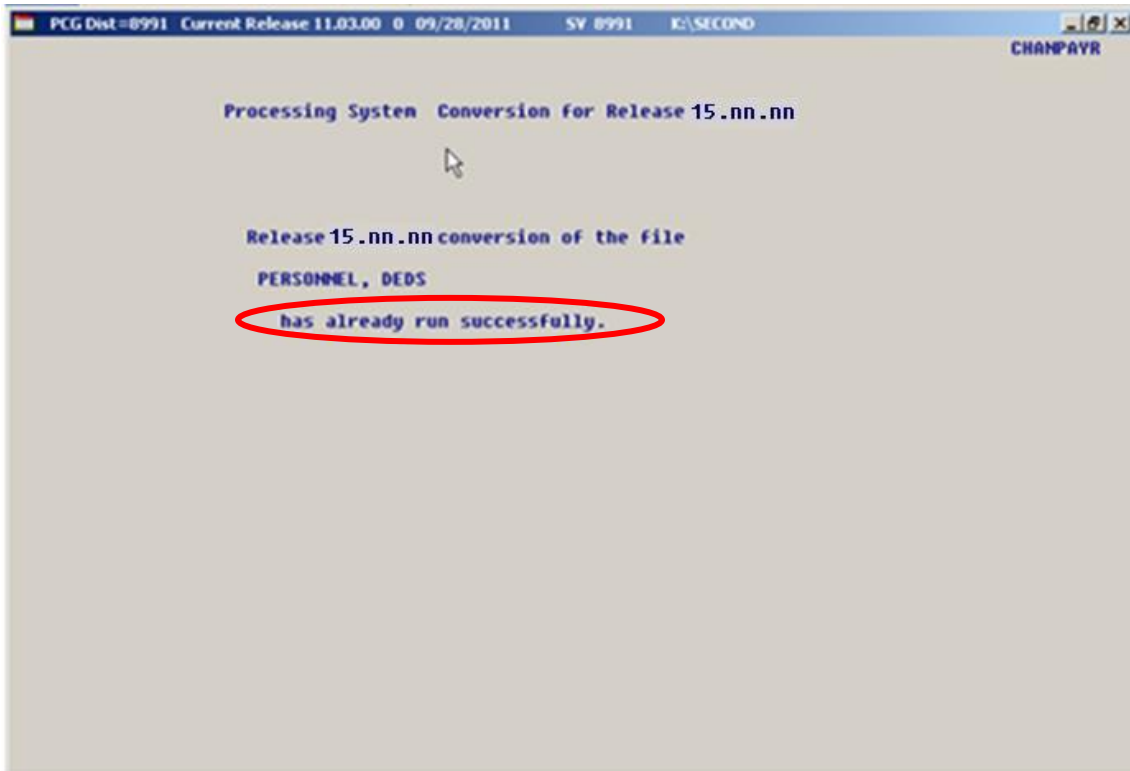 PCG Dist=8991 Current Release 11.03.00 0 09/28/2011 SV 8991 K:\SECOND
CHANPAYR
Processing System Conversion for Release 15.nn.nn
Release 15.nn.nn conversion of the file
PERSONNEL, DEDS
has already run successfully.